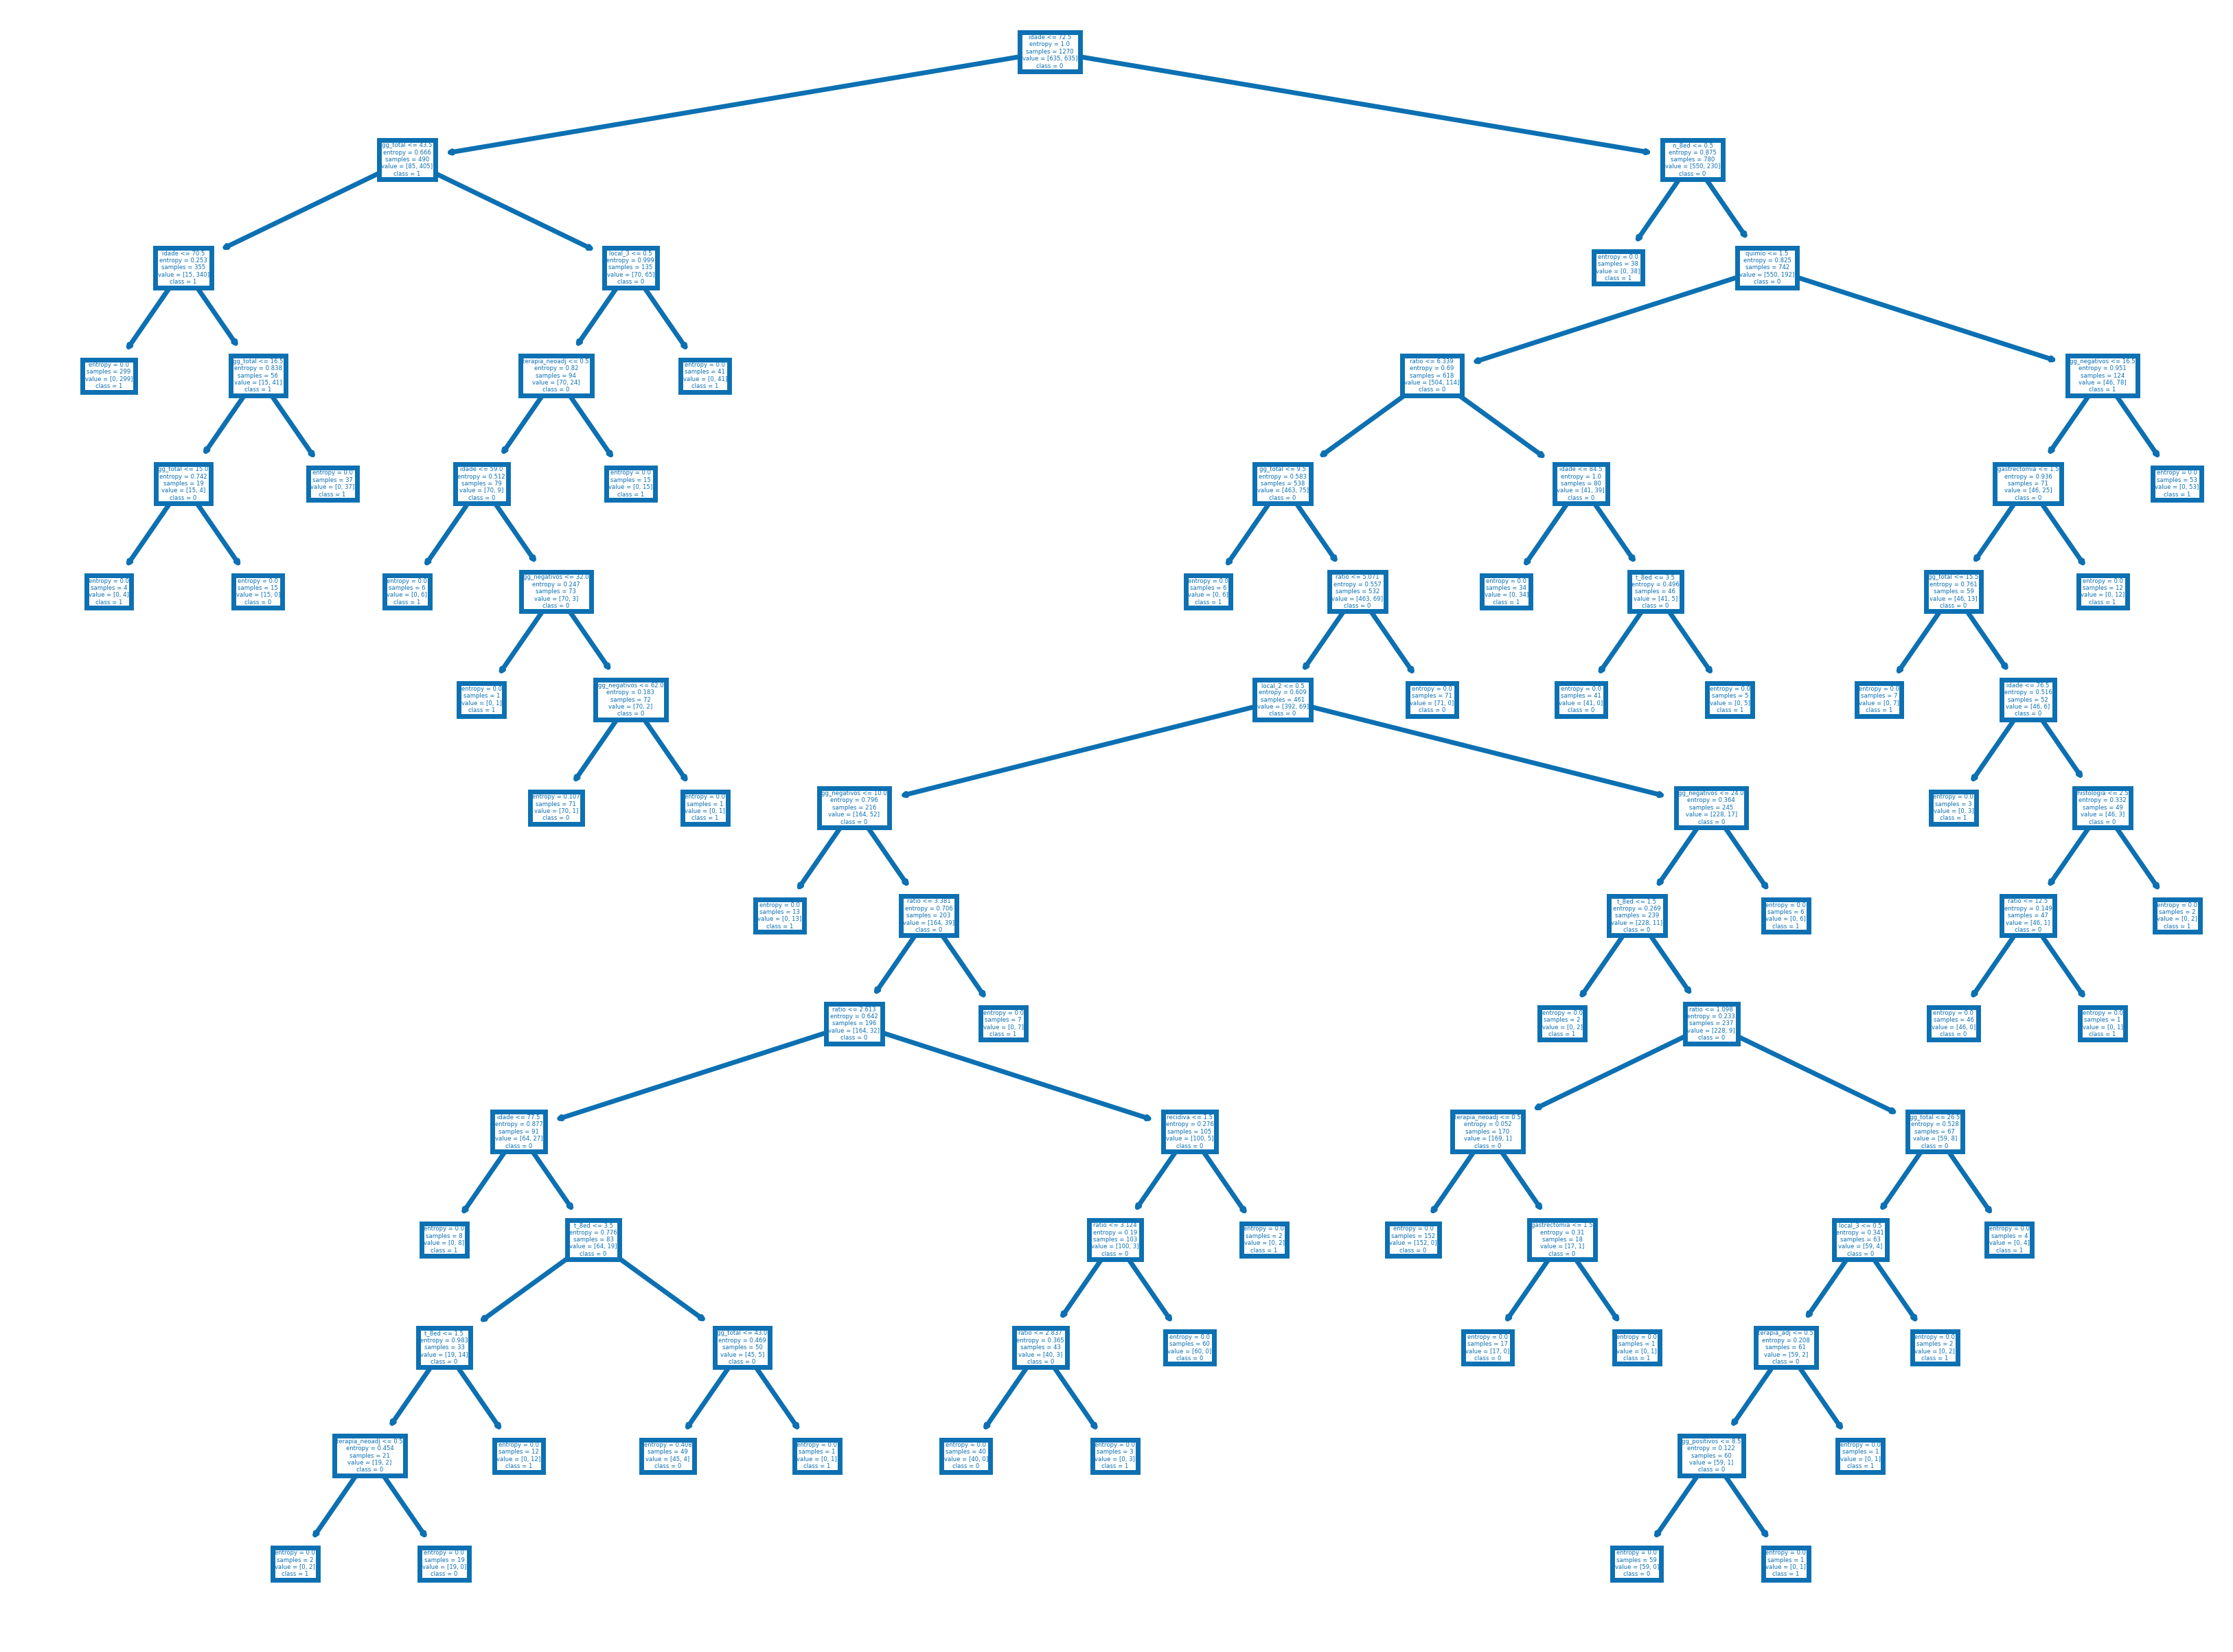 idade <= 72.5
entropy = 1.0
samples = 1270
value = [635, 635]
class = 0
gg_total <= 43.5
entropy = 0.666
samples = 490
value = [85, 405]
class = 1
n_8ed <= 0.5
entropy = 0.875
samples = 780
value = [550, 230]
class = 0
idade <= 70.5
entropy = 0.253
samples = 355
value = [15, 340]
class = 1
local_3 <= 0.5
entropy = 0.999
samples = 135
value = [70, 65]
class = 0
entropy = 0.0
samples = 38
value = [0, 38]
class = 1
quimio <= 1.5
entropy = 0.825
samples = 742
value = [550, 192]
class = 0
entropy = 0.0
samples = 299
value = [0, 299]
class = 1
gg_total <= 16.5
entropy = 0.838
samples = 56
value = [15, 41]
class = 1
terapia_neoadj <= 0.5
entropy = 0.82
samples = 94
value = [70, 24]
class = 0
entropy = 0.0
samples = 41
value = [0, 41]
class = 1
ratio <= 6.339
entropy = 0.69
samples = 618
value = [504, 114]
class = 0
gg_negativos <= 16.5
entropy = 0.951
samples = 124
value = [46, 78]
class = 1
gg_total <= 15.0
entropy = 0.742
samples = 19
value = [15, 4]
class = 0
entropy = 0.0
samples = 37
value = [0, 37]
class = 1
idade <= 59.0
entropy = 0.512
samples = 79
value = [70, 9]
class = 0
entropy = 0.0
samples = 15
value = [0, 15]
class = 1
gg_total <= 9.5
entropy = 0.583
samples = 538
value = [463, 75]
class = 0
idade <= 84.5
entropy = 1.0
samples = 80
value = [41, 39]
class = 0
gastrectomia <= 1.5
entropy = 0.936
samples = 71
value = [46, 25]
class = 0
entropy = 0.0
samples = 53
value = [0, 53]
class = 1
entropy = 0.0
samples = 4
value = [0, 4]
class = 1
entropy = 0.0
samples = 15
value = [15, 0]
class = 0
entropy = 0.0
samples = 6
value = [0, 6]
class = 1
gg_negativos <= 32.0
entropy = 0.247
samples = 73
value = [70, 3]
class = 0
entropy = 0.0
samples = 6
value = [0, 6]
class = 1
ratio <= 5.071
entropy = 0.557
samples = 532
value = [463, 69]
class = 0
entropy = 0.0
samples = 34
value = [0, 34]
class = 1
t_8ed <= 3.5
entropy = 0.496
samples = 46
value = [41, 5]
class = 0
gg_total <= 15.5
entropy = 0.761
samples = 59
value = [46, 13]
class = 0
entropy = 0.0
samples = 12
value = [0, 12]
class = 1
entropy = 0.0
samples = 1
value = [0, 1]
class = 1
gg_negativos <= 62.0
entropy = 0.183
samples = 72
value = [70, 2]
class = 0
local_2 <= 0.5
entropy = 0.609
samples = 461
value = [392, 69]
class = 0
entropy = 0.0
samples = 71
value = [71, 0]
class = 0
entropy = 0.0
samples = 41
value = [41, 0]
class = 0
entropy = 0.0
samples = 5
value = [0, 5]
class = 1
entropy = 0.0
samples = 7
value = [0, 7]
class = 1
idade <= 76.5
entropy = 0.516
samples = 52
value = [46, 6]
class = 0
entropy = 0.107
samples = 71
value = [70, 1]
class = 0
entropy = 0.0
samples = 1
value = [0, 1]
class = 1
gg_negativos <= 10.0
entropy = 0.796
samples = 216
value = [164, 52]
class = 0
gg_negativos <= 24.0
entropy = 0.364
samples = 245
value = [228, 17]
class = 0
entropy = 0.0
samples = 3
value = [0, 3]
class = 1
histologia <= 2.5
entropy = 0.332
samples = 49
value = [46, 3]
class = 0
entropy = 0.0
samples = 13
value = [0, 13]
class = 1
ratio <= 3.381
entropy = 0.706
samples = 203
value = [164, 39]
class = 0
t_8ed <= 1.5
entropy = 0.269
samples = 239
value = [228, 11]
class = 0
entropy = 0.0
samples = 6
value = [0, 6]
class = 1
ratio <= 12.5
entropy = 0.149
samples = 47
value = [46, 1]
class = 0
entropy = 0.0
samples = 2
value = [0, 2]
class = 1
ratio <= 2.613
entropy = 0.642
samples = 196
value = [164, 32]
class = 0
entropy = 0.0
samples = 7
value = [0, 7]
class = 1
entropy = 0.0
samples = 2
value = [0, 2]
class = 1
ratio <= 1.098
entropy = 0.233
samples = 237
value = [228, 9]
class = 0
entropy = 0.0
samples = 46
value = [46, 0]
class = 0
entropy = 0.0
samples = 1
value = [0, 1]
class = 1
idade <= 77.5
entropy = 0.877
samples = 91
value = [64, 27]
class = 0
recidiva <= 1.5
entropy = 0.276
samples = 105
value = [100, 5]
class = 0
terapia_neoadj <= 0.5
entropy = 0.052
samples = 170
value = [169, 1]
class = 0
gg_total <= 26.5
entropy = 0.528
samples = 67
value = [59, 8]
class = 0
entropy = 0.0
samples = 8
value = [0, 8]
class = 1
t_8ed <= 3.5
entropy = 0.776
samples = 83
value = [64, 19]
class = 0
ratio <= 3.124
entropy = 0.19
samples = 103
value = [100, 3]
class = 0
entropy = 0.0
samples = 2
value = [0, 2]
class = 1
entropy = 0.0
samples = 152
value = [152, 0]
class = 0
gastrectomia <= 1.5
entropy = 0.31
samples = 18
value = [17, 1]
class = 0
local_3 <= 0.5
entropy = 0.341
samples = 63
value = [59, 4]
class = 0
entropy = 0.0
samples = 4
value = [0, 4]
class = 1
t_8ed <= 1.5
entropy = 0.983
samples = 33
value = [19, 14]
class = 0
gg_total <= 43.0
entropy = 0.469
samples = 50
value = [45, 5]
class = 0
ratio <= 2.837
entropy = 0.365
samples = 43
value = [40, 3]
class = 0
entropy = 0.0
samples = 60
value = [60, 0]
class = 0
entropy = 0.0
samples = 17
value = [17, 0]
class = 0
entropy = 0.0
samples = 1
value = [0, 1]
class = 1
terapia_adj <= 0.5
entropy = 0.208
samples = 61
value = [59, 2]
class = 0
entropy = 0.0
samples = 2
value = [0, 2]
class = 1
terapia_neoadj <= 0.5
entropy = 0.454
samples = 21
value = [19, 2]
class = 0
entropy = 0.0
samples = 12
value = [0, 12]
class = 1
entropy = 0.408
samples = 49
value = [45, 4]
class = 0
entropy = 0.0
samples = 1
value = [0, 1]
class = 1
entropy = 0.0
samples = 40
value = [40, 0]
class = 0
entropy = 0.0
samples = 3
value = [0, 3]
class = 1
gg_positivos <= 8.5
entropy = 0.122
samples = 60
value = [59, 1]
class = 0
entropy = 0.0
samples = 1
value = [0, 1]
class = 1
entropy = 0.0
samples = 2
value = [0, 2]
class = 1
entropy = 0.0
samples = 19
value = [19, 0]
class = 0
entropy = 0.0
samples = 59
value = [59, 0]
class = 0
entropy = 0.0
samples = 1
value = [0, 1]
class = 1